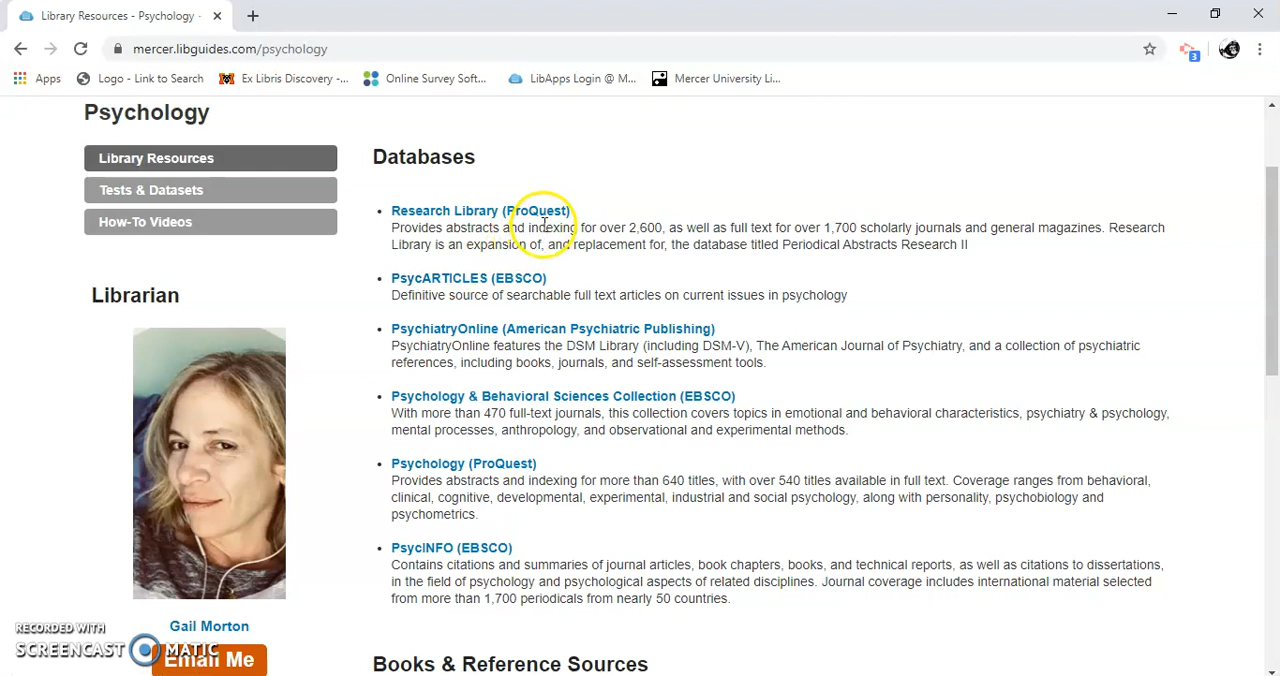 Library Resources - Psychology -
mercer.libguides.com/psychology
3
Apps
Logo - Link to Search
Ex Libris Discovery -...
Online Survey Soft...
LibApps Login @ M...
Mercer University Li...
Psychology
Library Resources
Tests & Datasets
How-To Videos
Librarian
Gail Morton
Email Me
RECORDED WITH
SCREENCAST MATIC
Databases
Research Library (ProQuest)
Provides abstracts and indexing for over 2,600, as well as full text for over 1,700 scholarly journals and general magazines. Research
Library is an expansion of, and replacement for, the database titled Periodical Abstracts Research II
PsycARTICLES (EBSCO)
Definitive source of searchable full text articles on current issues in psychology
PsychiatryOnline (American Psychiatric Publishing)
PsychiatryOnline features the DSM Library (including DSM-V), The American Journal of Psychiatry, and a collection of psychiatric
references, including books, journals, and self-assessment tools.
Psychology & Behavioral Sciences Collection (EBSCO)
With more than 470 full-text journals, this collection covers topics in emotional and behavioral characteristics, psychiatry & psychology,
mental processes, anthropology, and observational and experimental methods.
Psychology (ProQuest)
Provides abstracts and indexing for more than 640 titles, with over 540 titles available in full text. Coverage ranges from behavioral,
clinical, cognitive, developmental, experimental, industrial and social psychology, along with personality, psychobiology and
psychometrics.
PsycINFO (EBSCO)
Contains citations and summaries of journal articles, book chapters, books, and technical reports, as well as citations to dissertations,
in the field of psychology and psychological aspects of related disciplines. Journal coverage includes international material selected
from more than 1,700 periodicals from nearly 50 countries.
Books & Reference Sources